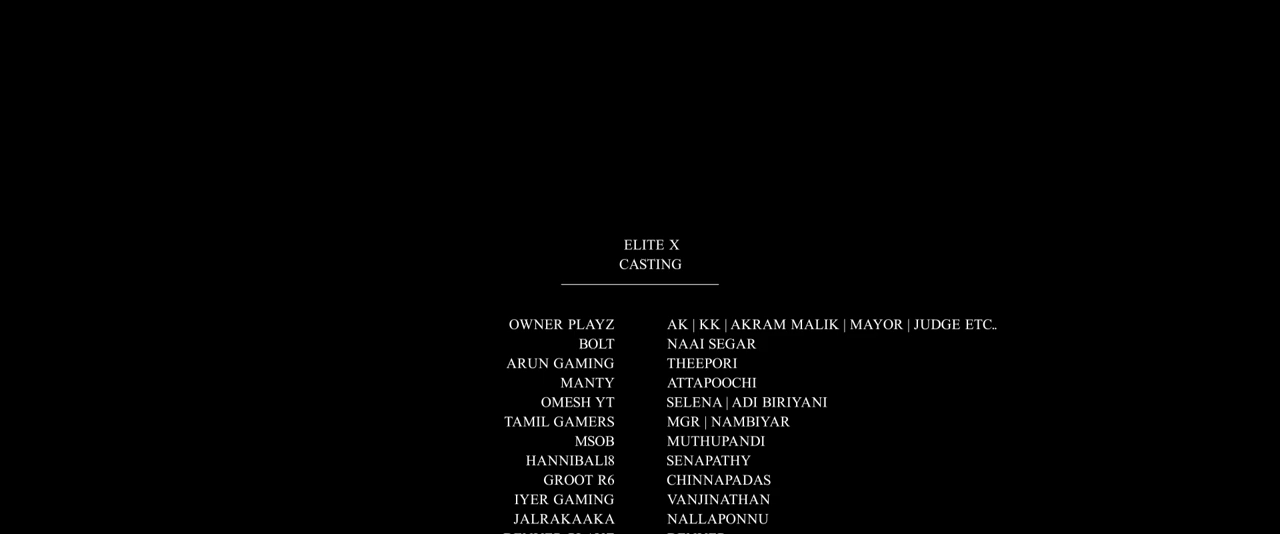 ELITE X
CASTING
OWNER PLAYZ AK | KK | AKRAM MALIK | MAYOR | JUDGE ETC..
BOLT NAAI SEGAR
ARUN GAMING THEEPORI
MANTY ATTAPOOCHI
OMESH YT SELENA | ADI BIRIYANI
TAMIL GAMERS MGR | NAMBIYAR
MSOB MUTHUPANDI
HANNIBAL18 SENAPATHY
GROOT R6 CHINNAPADAS
IYER GAMING VANJINATHAN
JALRAKAAKA NALLAPONNU